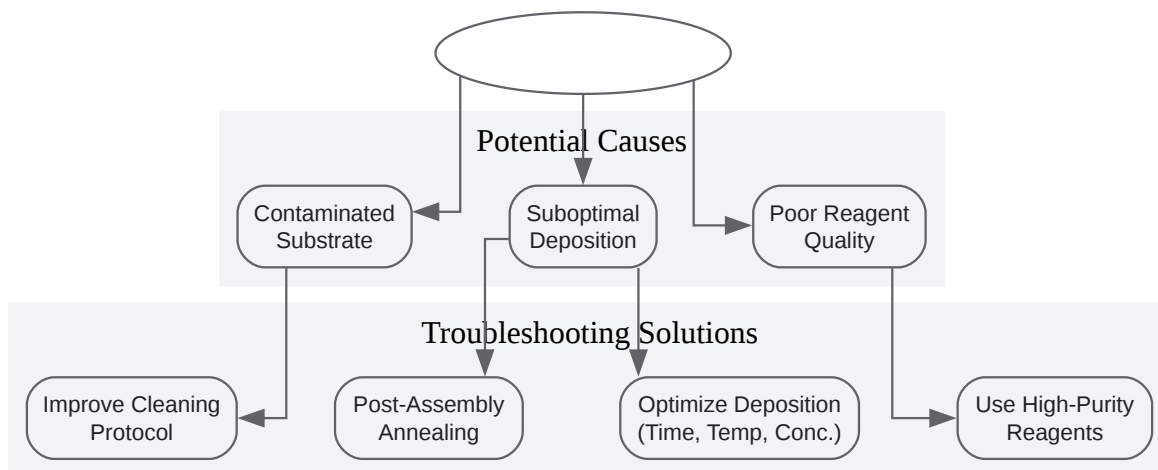 Potential Causes
Contaminated
Substrate
Suboptimal
Deposition
Poor Reagent
Quality
Troubleshooting Solutions
Improve Cleaning
Protocol
Post-Assembly
Annealing
Optimize Deposition
(Time, Temp, Conc.)
Use High-Purity
Reagents